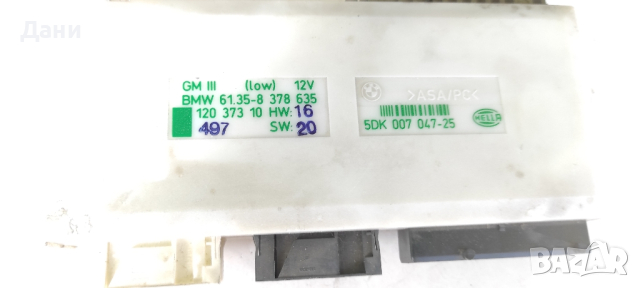 Дани
GM III (low) 12V
BMW 61.35-8 378 635
120 373 10 HW: 16
497 SW: 20
>ASA/PC<
5DK 007 047-25
HELLA
BAZAR